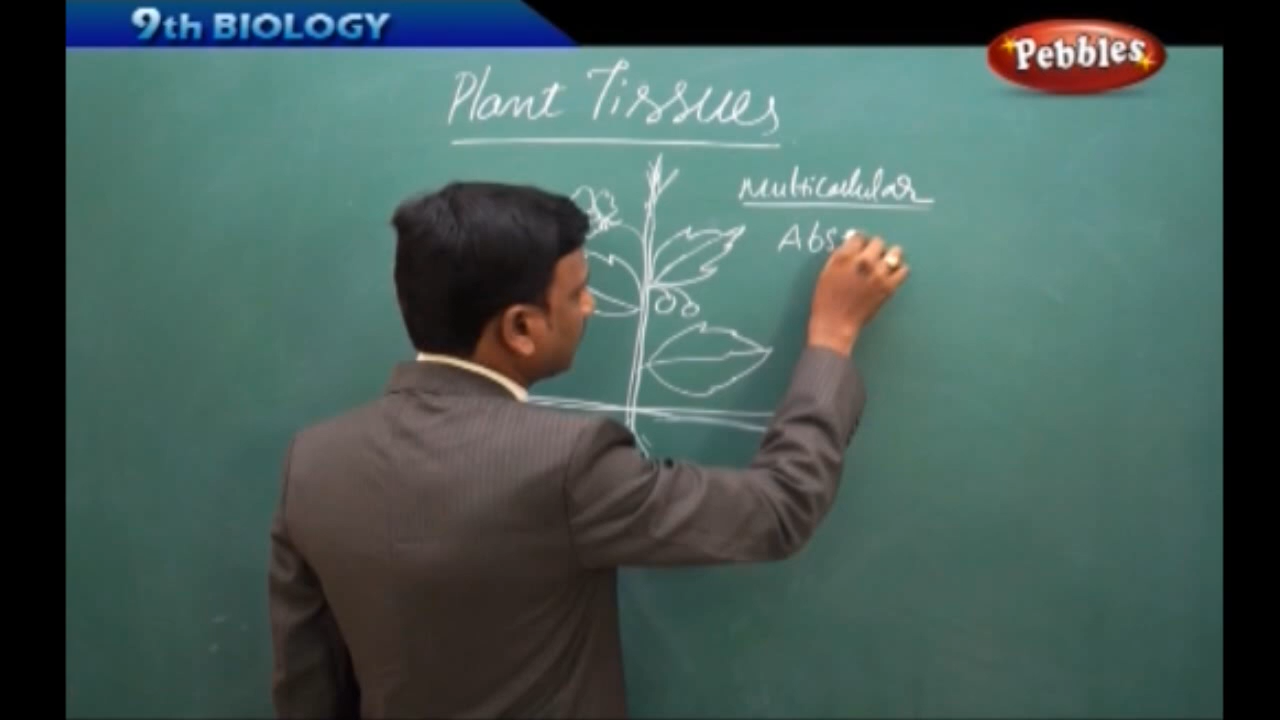 9th BIOLOGY
Pebbles
Plant Tissues
Multicellular
Abs